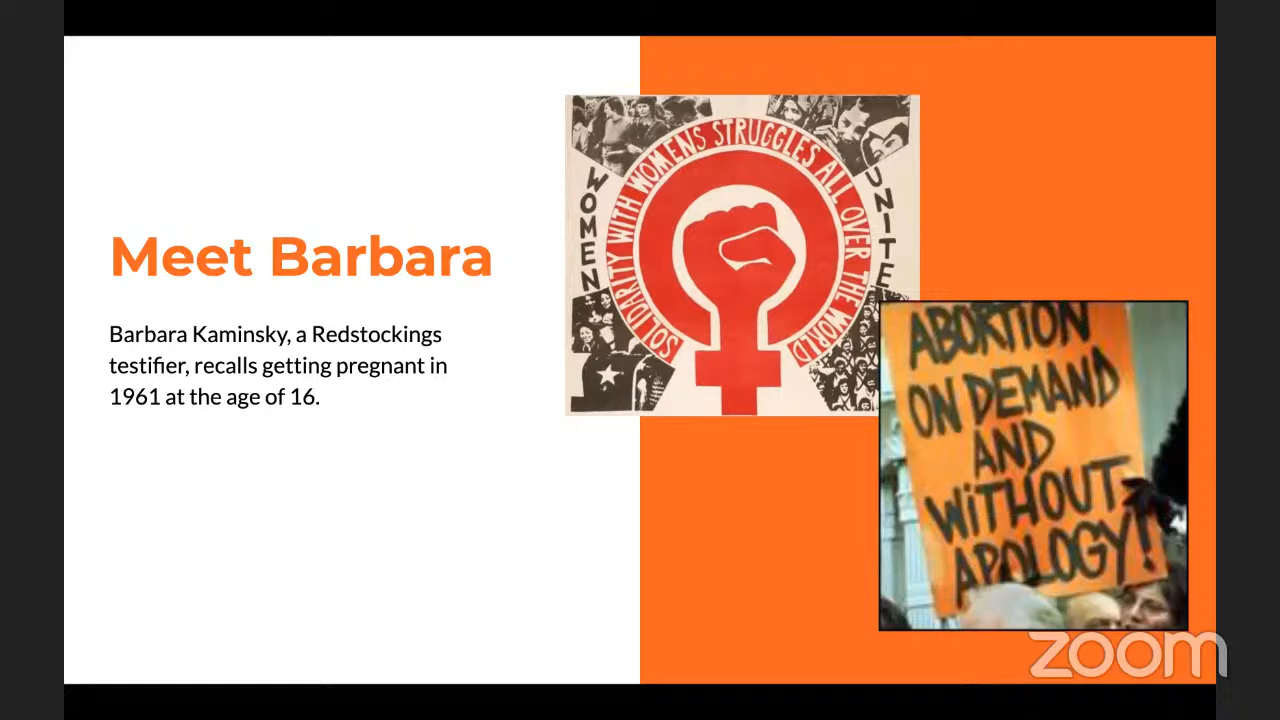 Meet Barbara
Barbara Kaminsky, a Redstockings
testifier, recalls getting pregnant in
1961 at the age of 16.
SOLIDARITY WITH WOMENS STRUGGLES ALL OVER THE WORLD
WOMEN
UNITE
ABORTION
ON DEMAND
AND
WiTHOUT
APOLOGY!
zoom